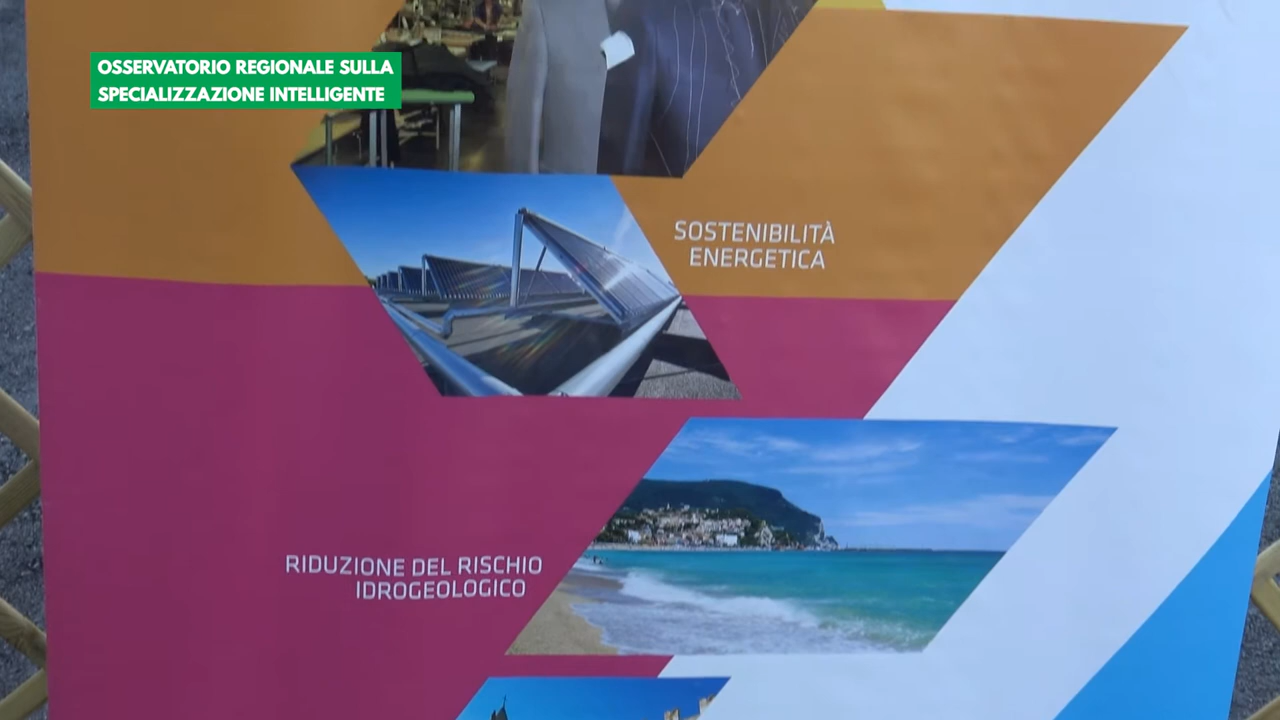 OSSERVATORIO REGIONALE SULLA
SPECIALIZZAZIONE INTELLIGENTE
SOSTENIBILITÀ
ENERGETICA
RIDUZIONE DEL RISCHIO
IDROGEOLOGICO